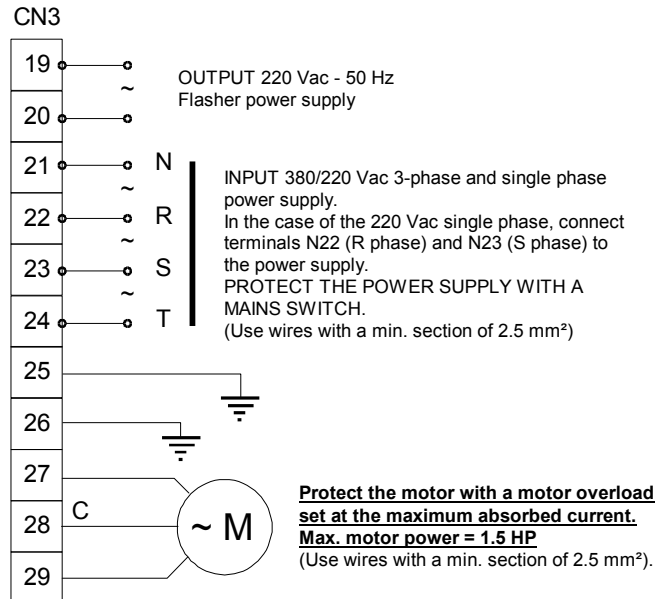 CN3
19
~
OUTPUT 220 Vac - 50 Hz
Flasher power supply
20
21 N
~
22 R
~
23 S
~
24 T
INPUT 380/220 Vac 3-phase and single phase
power supply.
In the case of the 220 Vac single phase, connect
terminals N22 (R phase) and N23 (S phase) to
the power supply.
PROTECT THE POWER SUPPLY WITH A
MAINS SWITCH.
(Use wires with a min. section of 2.5 mm²)
25
26
27
28 C
~ M
29
Protect the motor with a motor overload
set at the maximum absorbed current.
Max. motor power = 1.5 HP
(Use wires with a min. section of 2.5 mm²).